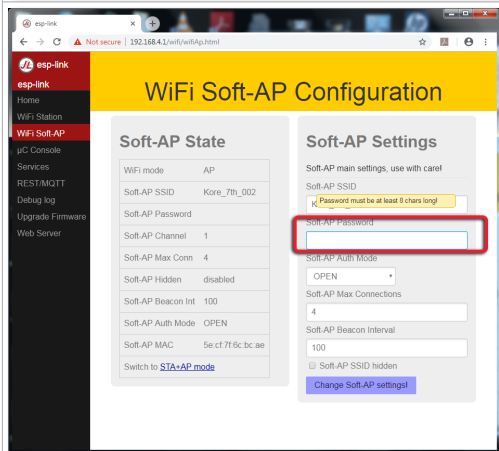 esp-link
Not secure | 192.168.4.1/wifi/wifiAp.html
esp-link
esp-link
Home
WiFi Station
WiFi Soft-AP
µC Console
Services
REST/MQTT
Debug log
Upgrade Firmware
Web Server
WiFi Soft-AP Configuration
Soft-AP State
WiFi mode AP
Soft-AP SSID Kore_7th_002
Soft-AP Password
Soft-AP Channel 1
Soft-AP Max Conn 4
Soft-AP Hidden disabled
Soft-AP Beacon Int 100
Soft-AP Auth Mode OPEN
Soft-AP MAC 5e:cf:7f:6c:bc:ae
Switch to STA+AP mode
Soft-AP Settings
Soft-AP main settings, use with care!
Soft-AP SSID
Password must be at least 8 chars long!
Soft-AP Password
Soft-AP Auth Mode
OPEN
Soft-AP Max Connections
4
Soft-AP Beacon Interval
100
Soft-AP SSID hidden
Change Soft-AP settings!